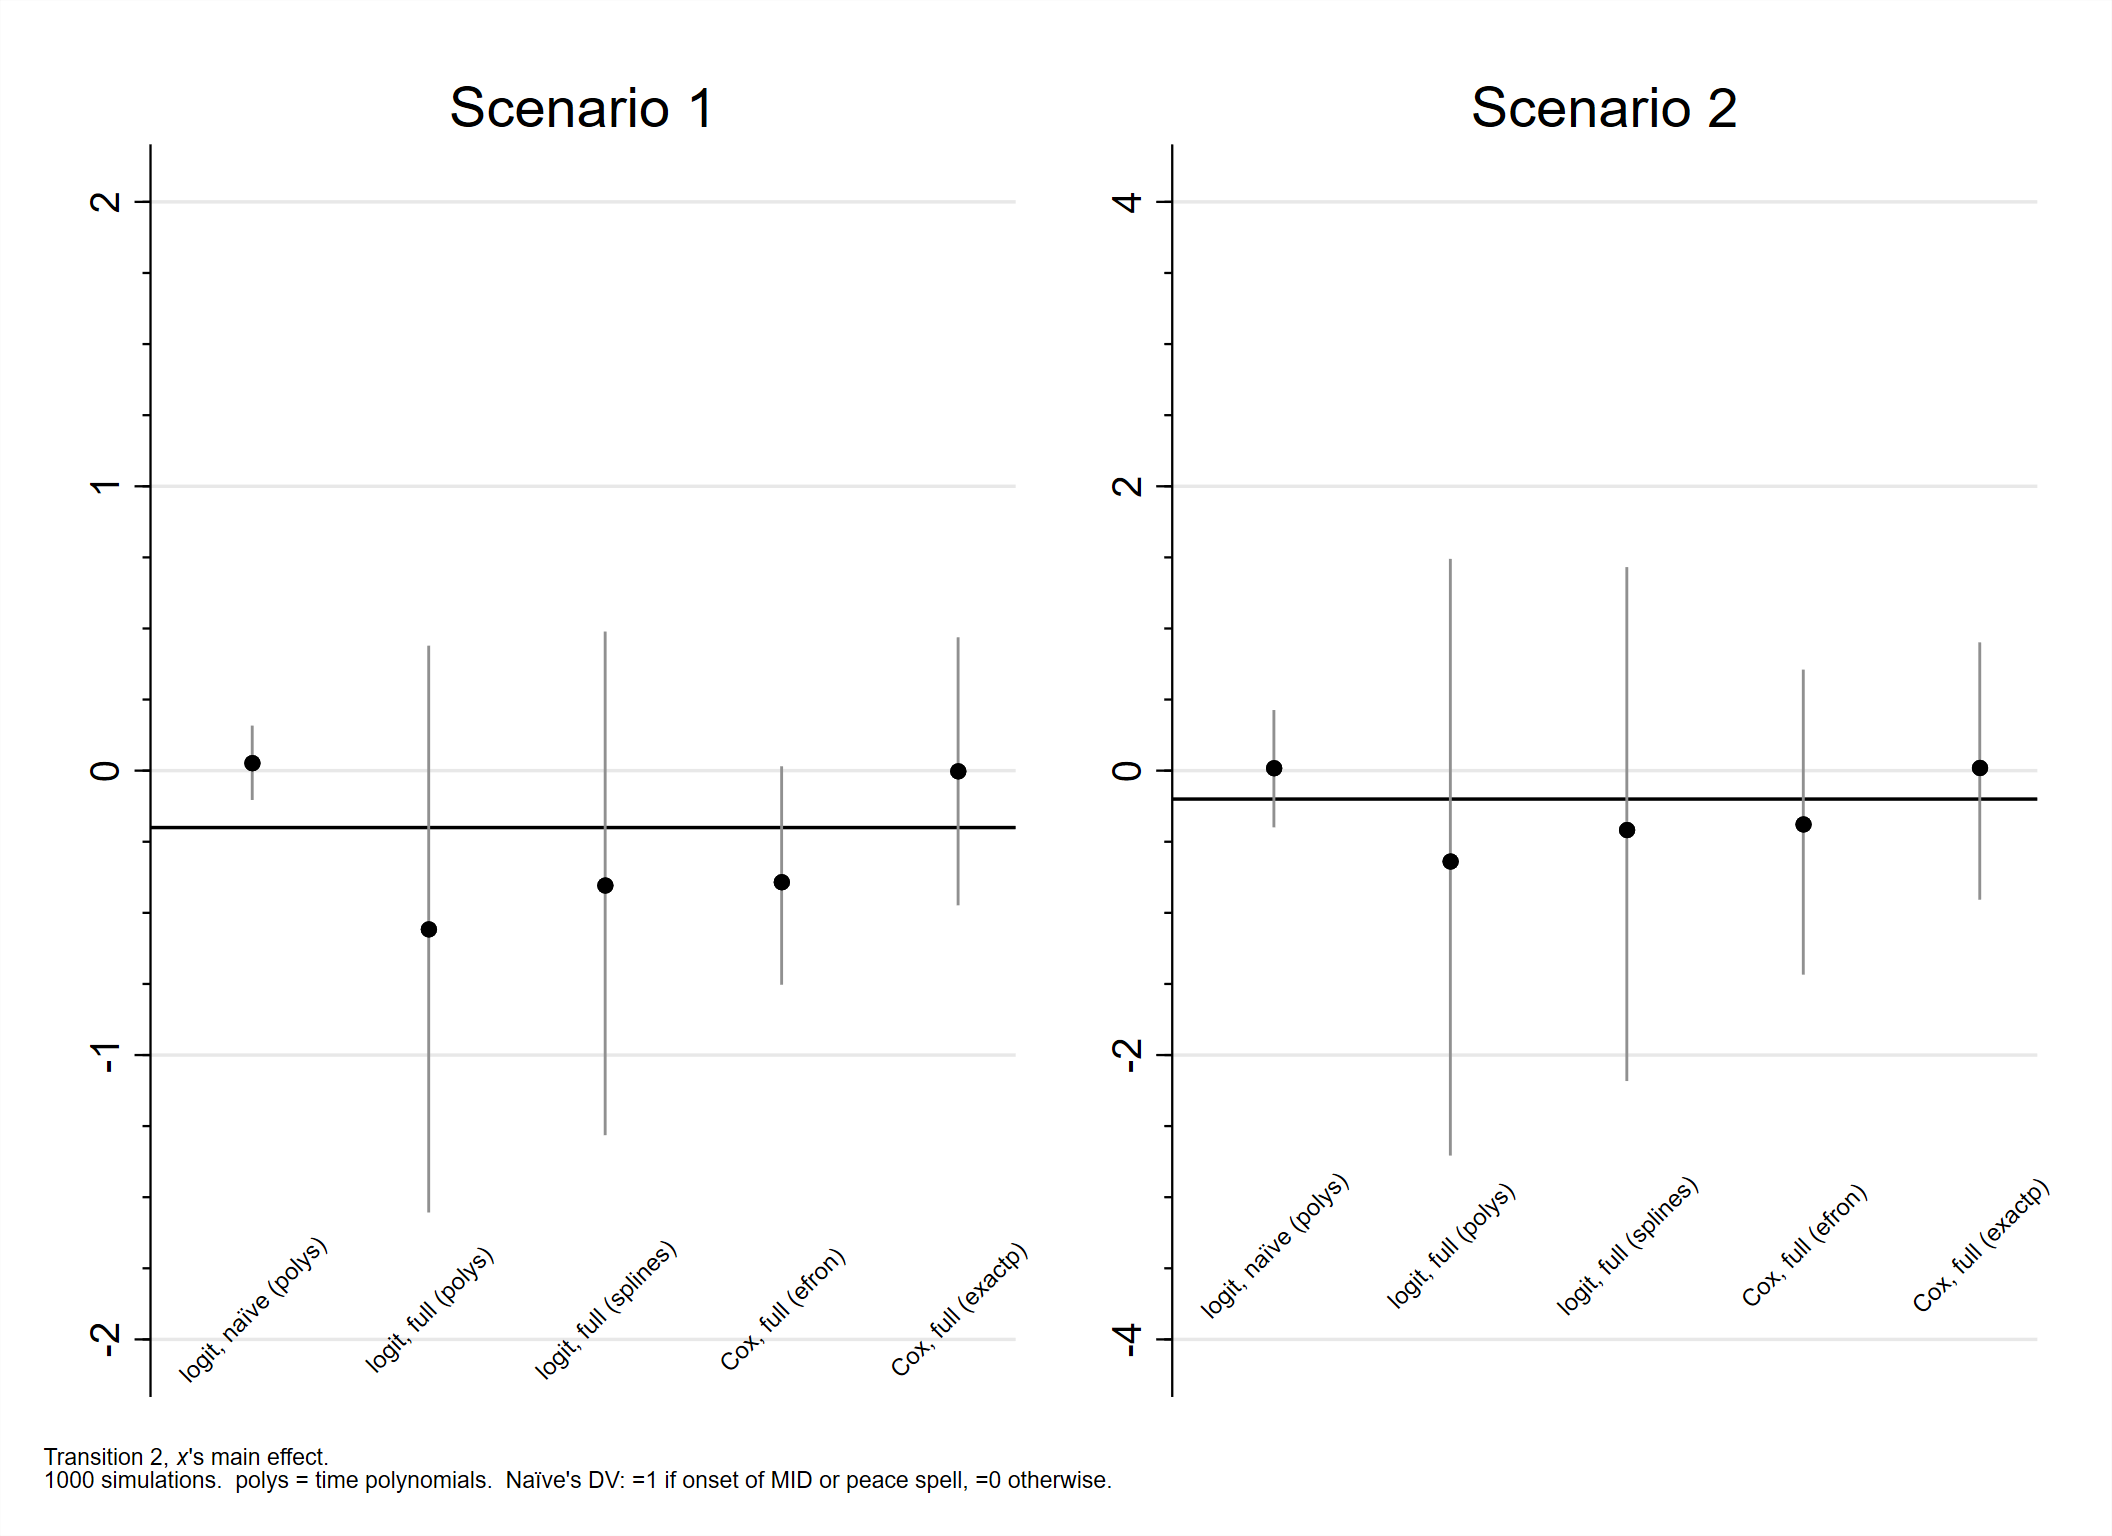 Scenario 1
2
1
0
-1
-2
logit, naïve (polys)
logit, full (polys)
logit, full (splines)
Cox, full (efron)
Cox, full (exactp)
Scenario 2
4
2
0
-2
-4
logit, naïve (polys)
logit, full (polys)
logit, full (splines)
Cox, full (efron)
Cox, full (exactp)
Transition 2, x's main effect.
1000 simulations.  polys = time polynomials.  Naïve's DV: =1 if onset of MID or peace spell, =0 otherwise.